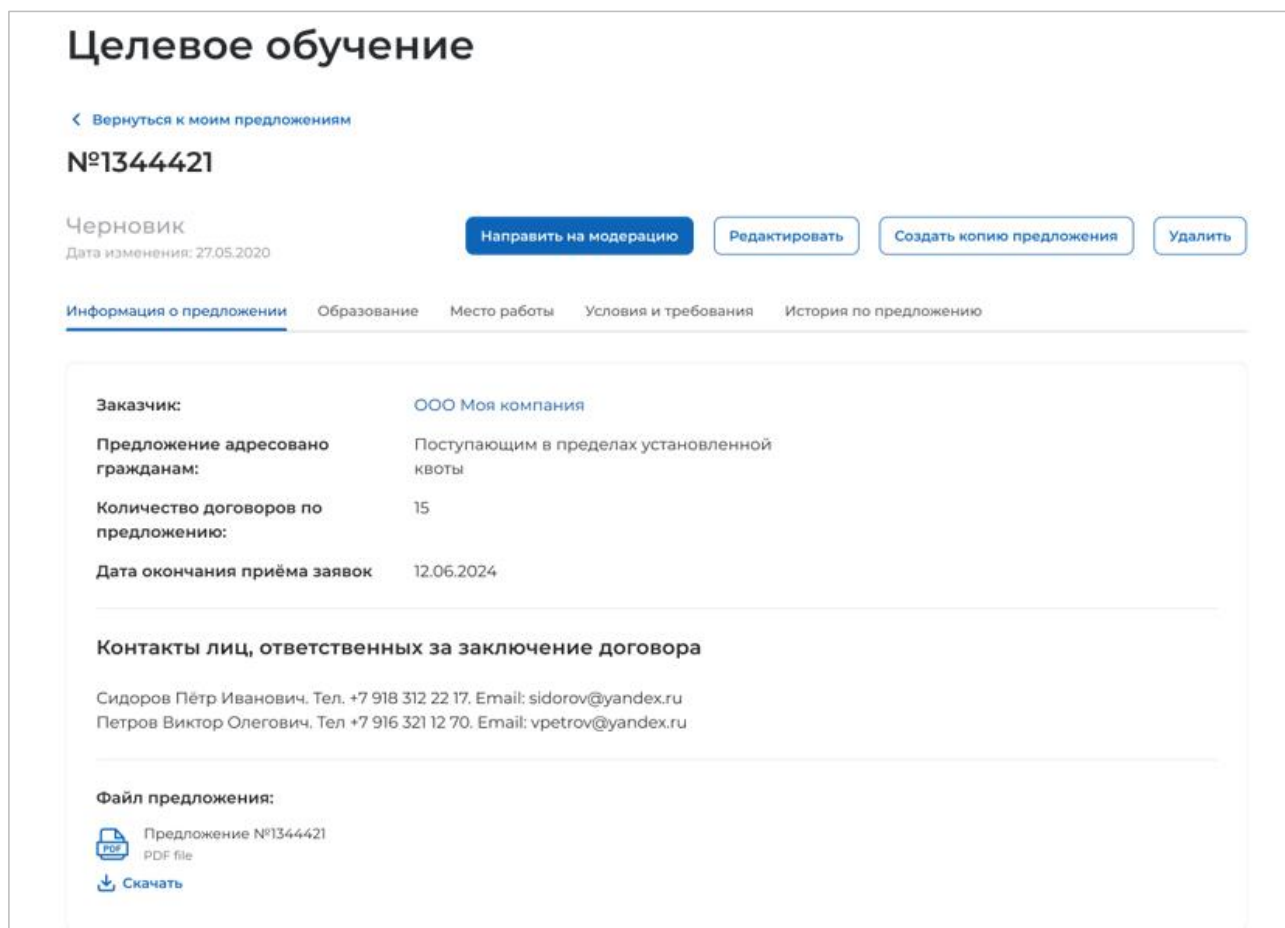 Целевое обучение
Вернуться к моим предложениям
№1344421
Черновик
Дата изменения: 27.05.2020
Направить на модерацию
Редактировать
Создать копию предложения
Удалить
Информация о предложении
Образование
Место работы
Условия и требования
История по предложению
Заказчик:
ООО Моя компания
Предложение адресовано
гражданам:
Поступающим в пределах установленной
квоты
Количество договоров по
предложению:
15
Дата окончания приёма заявок
12.06.2024
Контакты лиц, ответственных за заключение договора
Сидоров Пётр Иванович. Тел. +7 918 312 22 17. Email: sidorov@yandex.ru
Петров Виктор Олегович. Тел +7 916 321 12 70. Email: vpetrov@yandex.ru
Файл предложения:
PDF
Предложение №1344421
PDF file
Скачать